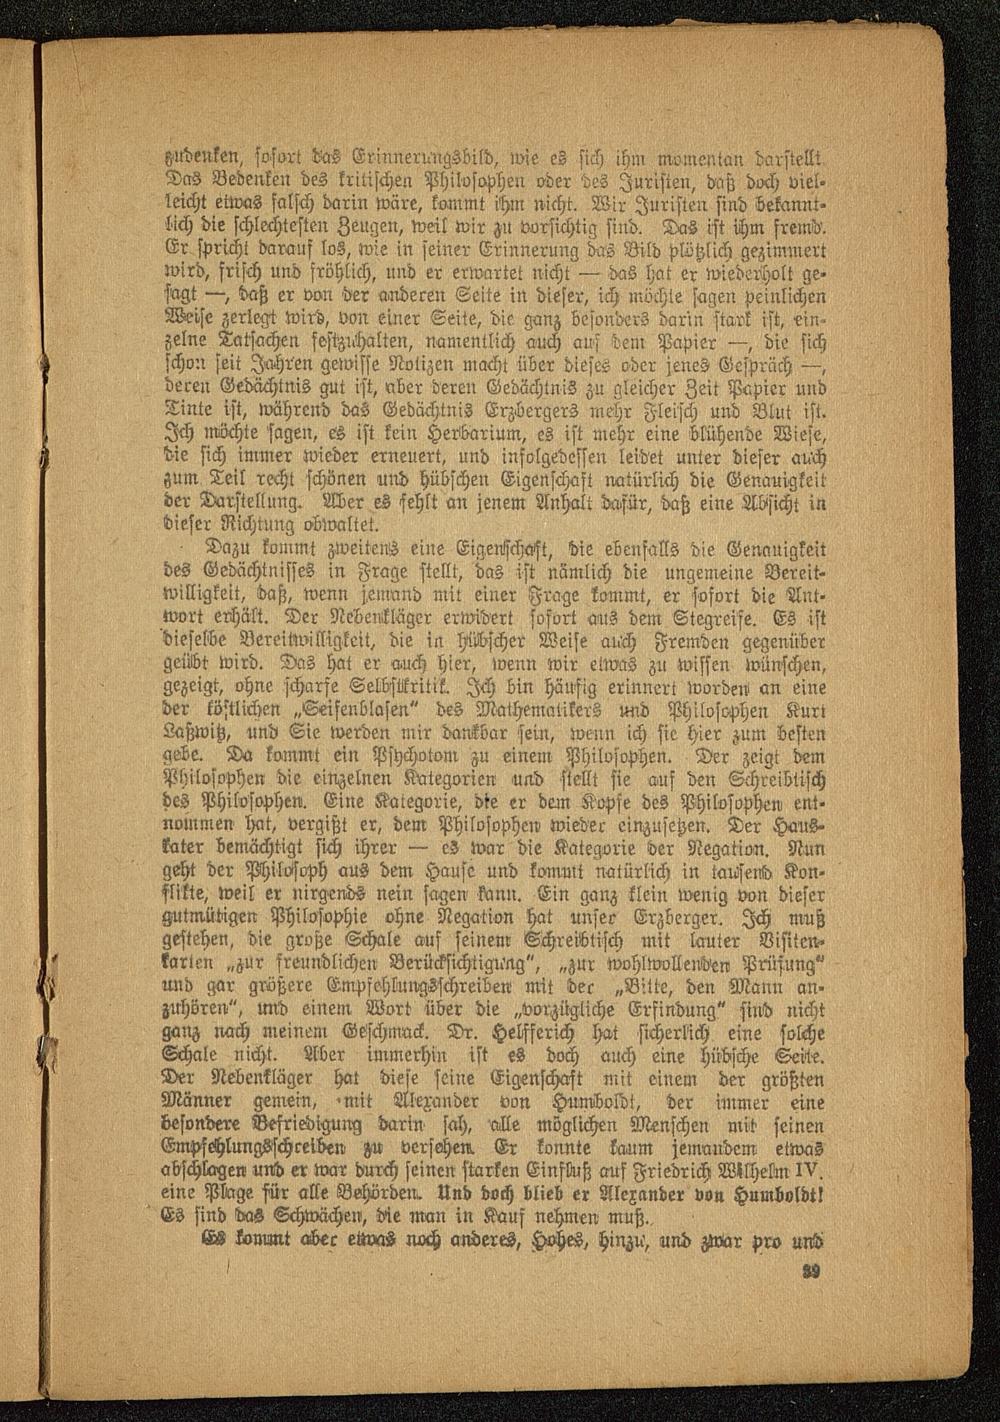 zudenken, sofort das Erinnerungsbild, wie es sich ihm momentan darstellt
Das Bedenken des kritischen Philosophen oder des Juristen, daß doch viel-
leicht etwas falsch darin wäre, kommt ihm nicht. Wir Juristen sind bekannt-
lich die schlechtesten Zeugen, weil wir zu vorsichtig sind. Das ist ihm fremd.
Er spricht darauf los, wie in seiner Erinnerung das Bild plötzlich gezimmert
wird, frisch und fröhlich, und er erwartet nicht — das hat er wiederholt ge-
sagt —, daß er von der anderen Seite in dieser, ich möchte sagen peinlichen
Weise zerlegt wird, von einer Seite, die ganz besonders darin stark ist, ein-
zelne Tatsachen festzuhalten, namentlich auch auf dem Papier —, die sich
schon seit Jahren gewisse Notizen macht über dieses oder jenes Gespräch —,
deren Gedächtnis gut ist, aber deren Gedächtnis zu gleicher Zeit Papier und
Tinte ist, während das Gedächtnis Erzbergers mehr Fleisch und Blut ist.
Ich möchte sagen, es ist kein Herbarium, es ist mehr eine blühende Wiese,
die sich immer wieder erneuert, und infolgedessen leidet unter dieser auch
zum Teil recht schönen und hübschen Eigenschaft natürlich die Genauigkeit
der Darstellung. Aber es fehlt an jenem Anhalt dafür, daß eine Absicht in
dieser Richtung obwaltet.
Dazu kommt zweitens eine Eigenschaft, die ebenfalls die Genauigkeit
des Gedächtnisses in Frage stellt, das ist nämlich die ungemeine Bereit-
willigkeit, daß, wenn jemand mit einer Frage kommt, er sofort die Ant-
wort erhält. Der Nebenkläger erwidert sofort aus dem Stegreife. Es ist
dieselbe Bereitwilligkeit, die in hübscher Weise auch Fremden gegenüber
geübt wird. Das hat er auch hier, wenn wir etwas zu wissen wünschen,
gezeigt, ohne scharfe Selbstkritik. Ich bin häufig erinnert worden an eine
der köstlichen „Seifenblasen“ des Mathematikers und Philosophen Kurt
Laßwitz, und Sie werden mir dankbar sein, wenn ich sie hier zum besten
gebe. Da kommt ein Psychotom zu einem Philosophen. Der zeigt dem
Philosophen die einzelnen Kategorien und stellt sie auf den Schreibtisch
des Philosophen. Eine Kategorie, die er dem Kopfe des Philosophen ent-
nommen hat, vergißt er, dem Philosophen wieder einzusetzen. Der Haus-
kater bemächtigt sich ihrer — es war die Kategorie der Negation. Nun
geht der Philosoph aus dem Hause und kommt natürlich in tausend Kon-
flikte, weil er nirgends nein sagen kann. Ein ganz klein wenig von dieser
gutmütigen Philosophie ohne Negation hat unser Erzberger. Ich muß
gestehen, die große Schale auf seinem Schreibtisch mit lauter Visiten-
karten „zur freundlichen Berücksichtigung“, „zur wohlwollenden Prüfung“
und gar größere Empfehlungsschreiben mit der „Bitte, den Mann an-
zuhören“, und einem Wort über die „vorzügliche Erfindung“ sind nicht
ganz nach meinem Geschmack. Dr. Helfferich hat sicherlich eine solche
Schale nicht. Aber immerhin ist es doch auch eine hübsche Seite.
Der Nebenkläger hat diese seine Eigenschaft mit einem der größten
Männer gemein, mit Alexander von Humboldt, der immer eine
besondere Befriedigung darin sah, alle möglichen Menschen mit seinen
Empfehlungsschreiben zu versehen. Er konnte kaum jemandem etwas
abschlagen und er war durch seinen starken Einfluß auf Friedrich Wilhelm IV.
eine Plage für alle Behörden. Und doch blieb er Alexander von Humboldt!
Es sind das Schwächen, die man in Kauf nehmen muß.
Es kommt aber etwas noch anderes, Hohes, hinzu, und zwar pro und
39